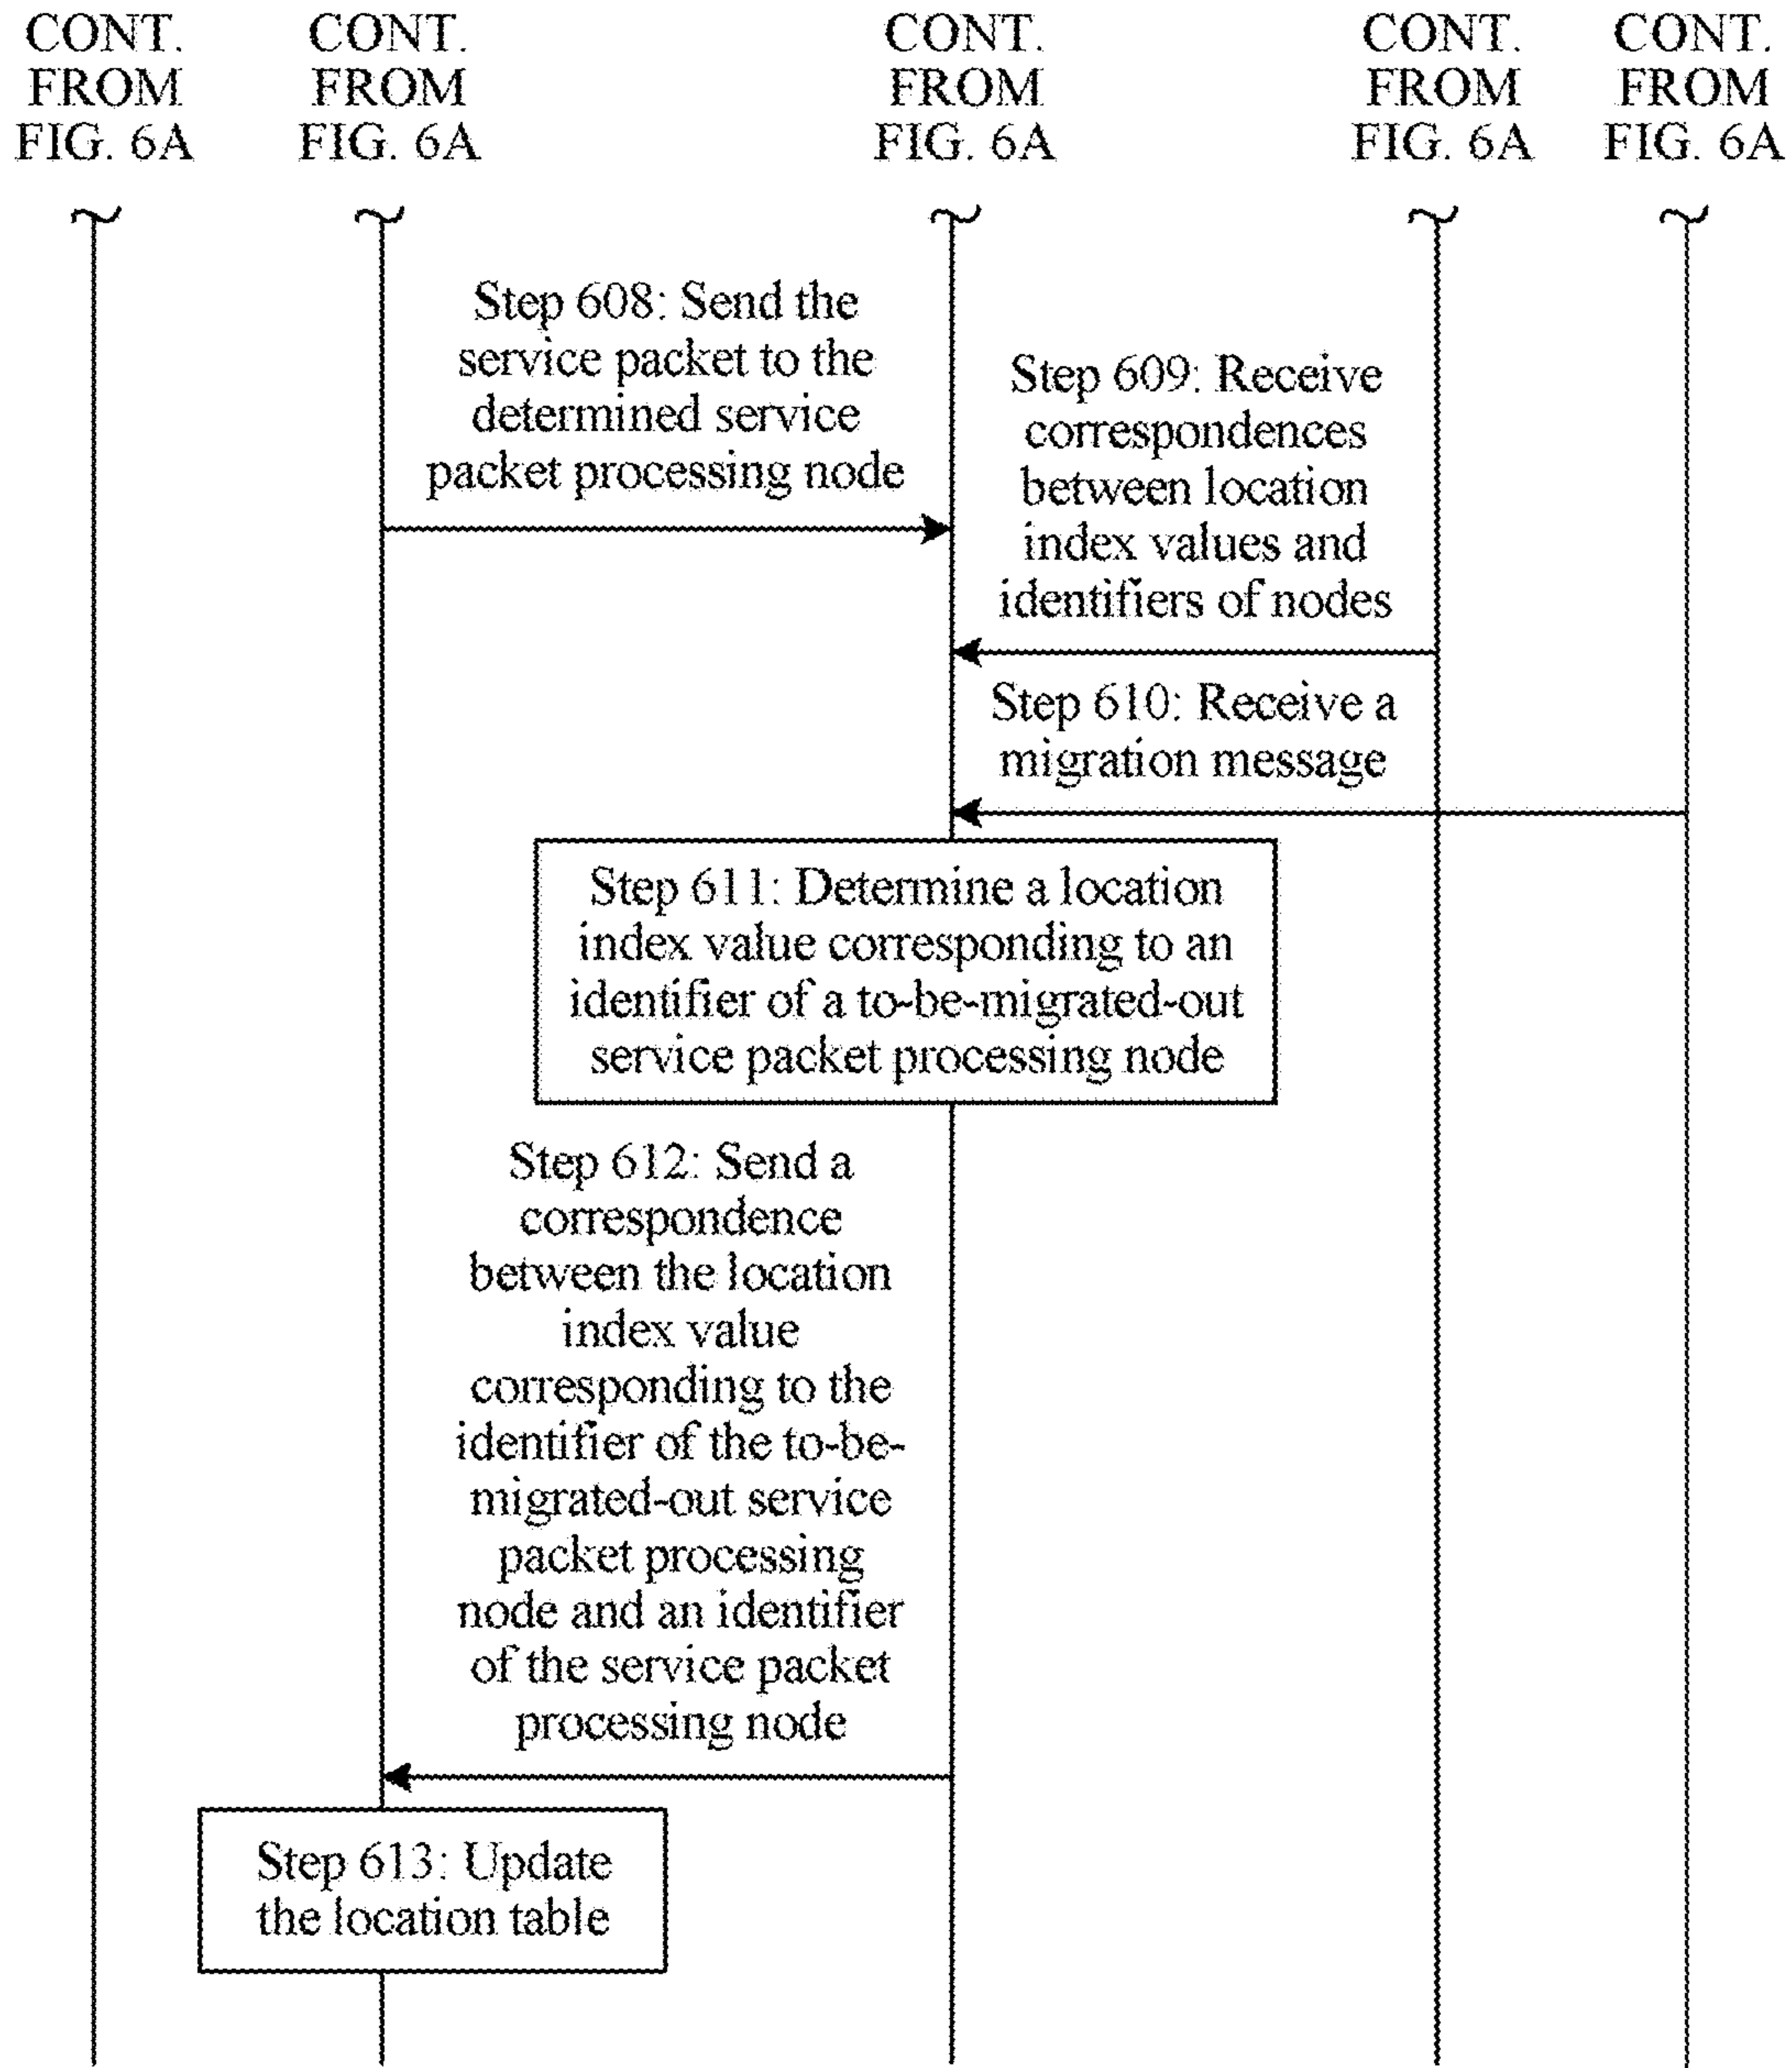 CONT.
FROM
FIG. 6A
CONT.
FROM
FIG. 6A
CONT.
FROM
FIG. 6A
CONT.
FROM
FIG. 6A
CONT.
FROM
FIG. 6A
Step 608: Send the
service packet to the
determined service
packet processing node
Step 609: Receive
correspondences
between location
index values and
identifiers of nodes
Step 610: Receive a
migration message
Step 611: Determine a location
index value corresponding to an
identifier of a to-be-migrated-out
service packet processing node
Step 612: Send a
correspondence
between the location
index value
corresponding to the
identifier of the to-be-
migrated-out service
packet processing
node and an identifier
of the service packet
processing node
Step 613: Update
the location table